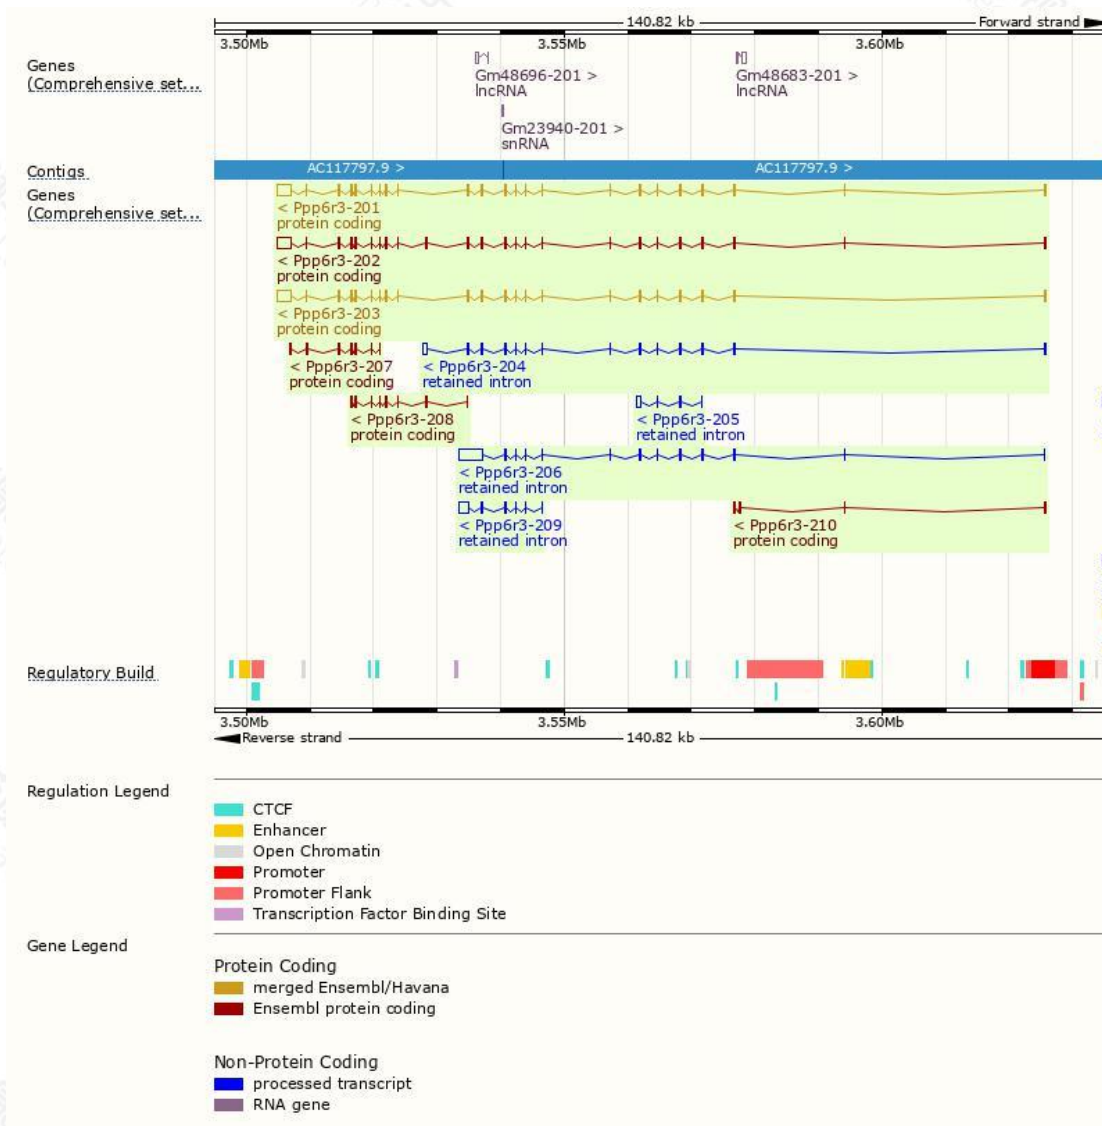 140.82 kb
Forward strand
3.50Mb
3.55Mb
3.60Mb
Genes
(Comprehensive set...
Gm48696-201 >
lncRNA
Gm48683-201 >
lncRNA
Gm23940-201 >
snRNA
Contigs
AC117797.9 >
AC117797.9 >
Genes
(Comprehensive set...
< Ppp6r3-201
protein coding
< Ppp6r3-202
protein coding
< Ppp6r3-203
protein coding
< Ppp6r3-207
protein coding
< Ppp6r3-204
retained intron
< Ppp6r3-208
protein coding
< Ppp6r3-205
retained intron
< Ppp6r3-206
retained intron
< Ppp6r3-209
retained intron
< Ppp6r3-210
protein coding
Regulatory Build
3.50Mb
3.55Mb
3.60Mb
Reverse strand
140.82 kb
Regulation Legend
CTCF
Enhancer
Open Chromatin
Promoter
Promoter Flank
Transcription Factor Binding Site
Gene Legend
Protein Coding
merged Ensembl/Havana
Ensembl protein coding
Non-Protein Coding
processed transcript
RNA gene